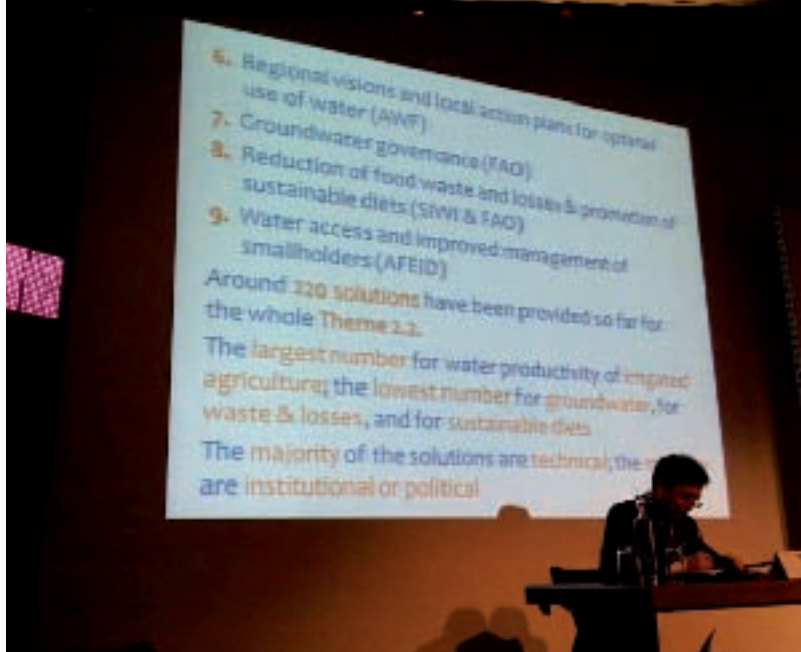 6. Regional visions and local action plans for optimal
use of water (AWF)
7. Groundwater governance (FAO)
8. Reduction of food waste and losses & promotion of
sustainable diets (SIWI & FAO)
9. Water access and improved management of
smallholders (AFEID)
Around 220 solutions have been provided so far for
the whole Theme 2.2.
The largest number for water productivity of irrigated
agriculture; the lowest number for groundwater, for
waste & losses, and for sustainable diets
The majority of the solutions are technical; the
are institutional or political